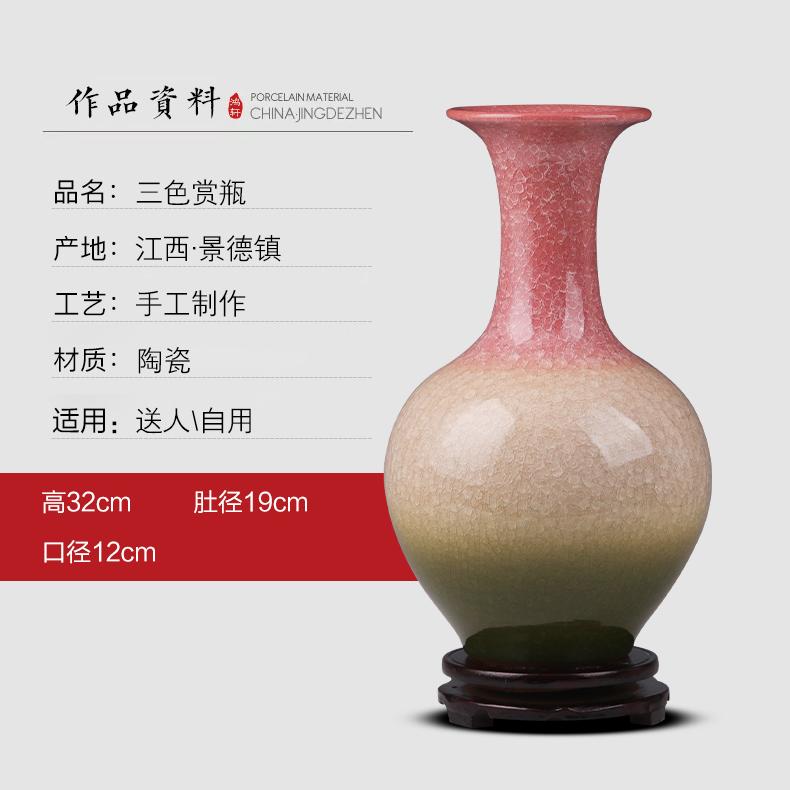 作品資料 鴻轩 PORCELAIN MATERIAL
CHINA·JINGDEZHEN
品名：三色赏瓶
产地：江西·景德镇
工艺：手工制作
材质：陶瓷
适用：送人\自用
高32cm 肚径19cm
口径12cm